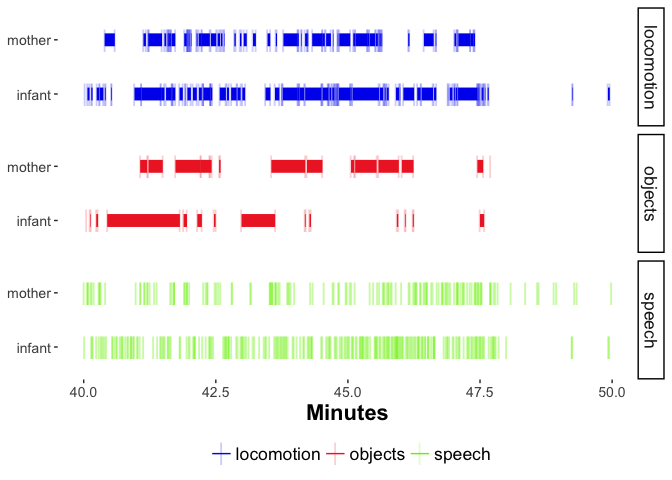 mother
infant
locomotion
mother
infant
objects
mother
infant
speech
40.0 42.5 45.0 47.5 50.0
Minutes
locomotion objects speech